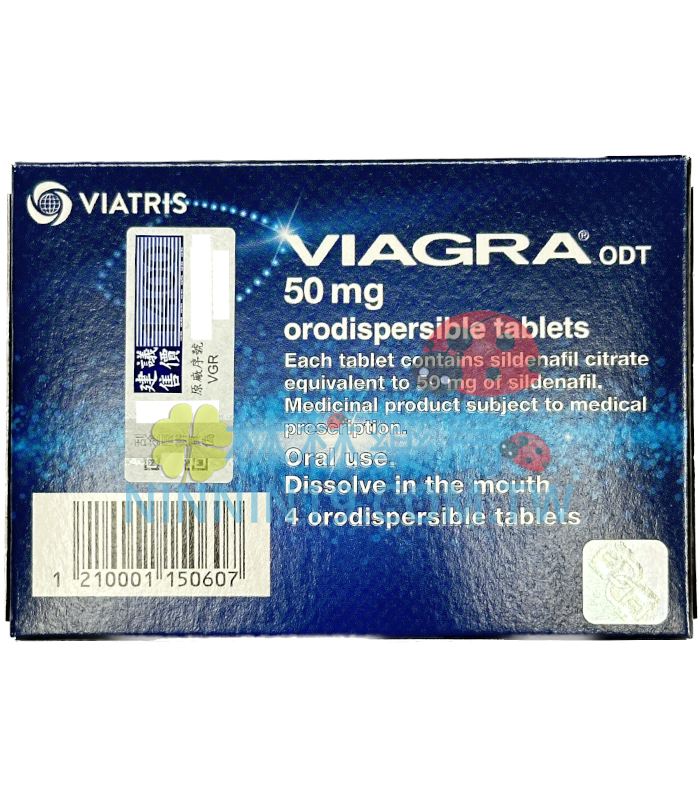 VIATRIS
VIAGRA® ODT
50 mg
orodispersible tablets
Each tablet contains sildenafil citrate
equivalent to 50 mg of sildenafil.
Medicinal product subject to medical
prescription.
Oral use.
Dissolve in the mouth
4 orodispersible tablets
建議
售價
原廠序號
VGR
1 210001 150607